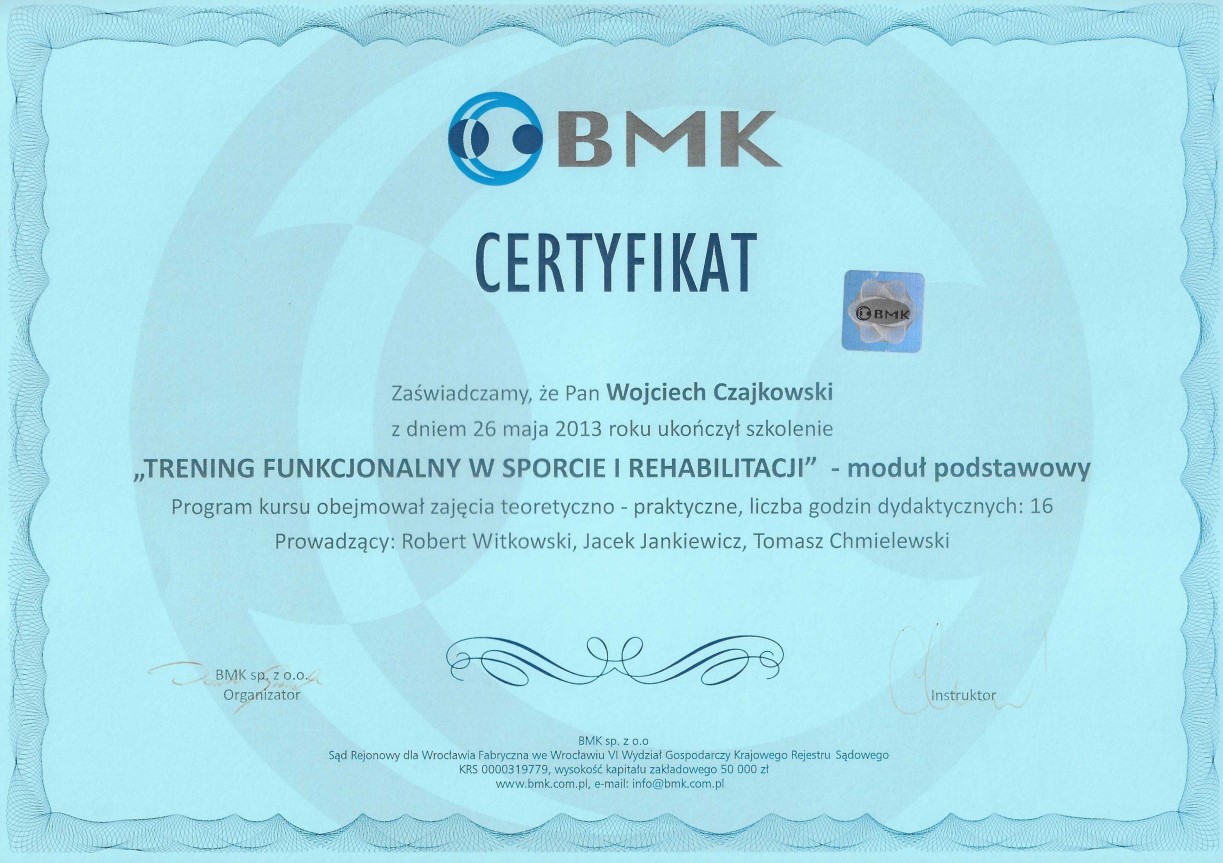 BMK
CERTYFIKAT
BMK
Zaświadczamy, że Pan Wojciech Czajkowski
z dniem 26 maja 2013 roku ukończył szkolenie
„TRENING FUNKCJONALNY W SPORCIE I REHABILITACJI” - moduł podstawowy
Program kursu obejmował zajęcia teoretyczno - praktyczne, liczba godzin dydaktycznych: 16
Prowadzący: Robert Witkowski, Jacek Jankiewicz, Tomasz Chmielewski
BMK sp. z o.o.
Organizator
Instruktor
BMK sp. z o.o
Sąd Rejonowy dla Wrocławia Fabryczna we Wrocławiu VI Wydział Gospodarczy Krajowego Rejestru Sądowego
KRS 0000319779, wysokość kapitału zakładowego 50 000 zł
www.bmk.com.pl, e-mail: info@bmk.com.pl